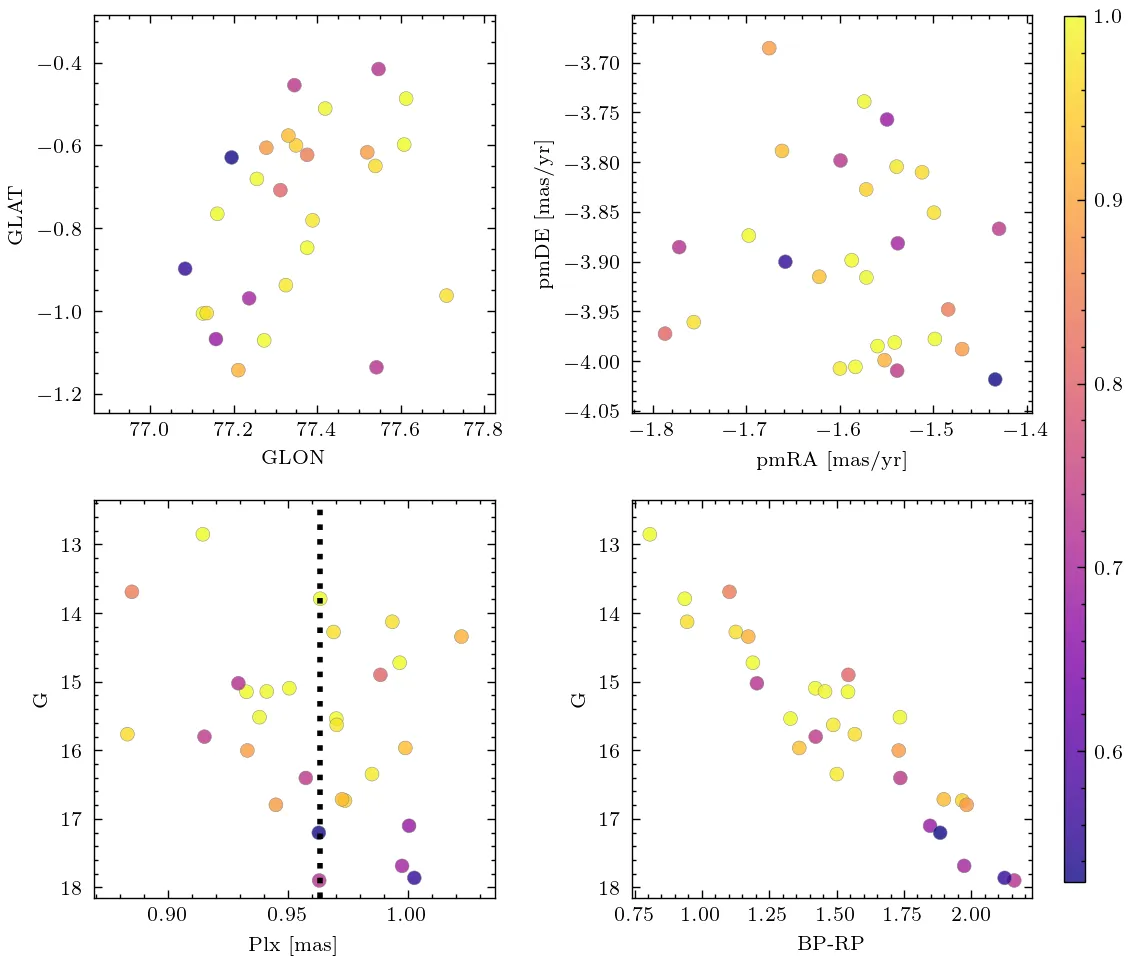 −0.4
−0.6
−0.8
−1.0
−1.2
GLAT
77.0 77.2 77.4 77.6 77.8
GLON
−3.70
−3.75
−3.80
−3.85
−3.90
−3.95
−4.00
−4.05
pmDE [mas/yr]
−1.8 −1.7 −1.6 −1.5 −1.4
pmRA [mas/yr]
1.0
0.9
0.8
0.7
0.6
13
14
15
16
17
18
G
0.90 0.95 1.00
Plx [mas]
13
14
15
16
17
18
G
0.75 1.00 1.25 1.50 1.75 2.00
BP-RP